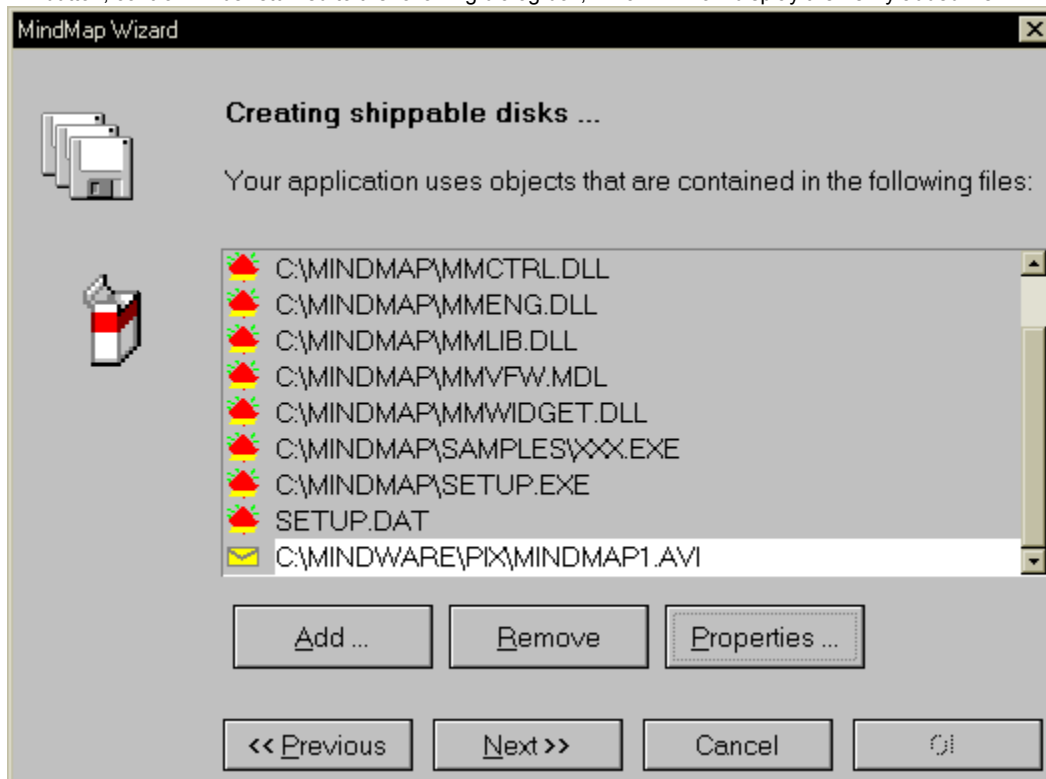 MindMap Wizard
Creating shippable disks ...
Your application uses objects that are contained in the following files:
C:\MINDMAP\MMCTRL.DLL
C:\MINDMAP\MMENG.DLL
C:\MINDMAP\MMLIB.DLL
C:\MINDMAP\MMVFW.MDL
C:\MINDMAP\MMWIDGET.DLL
C:\MINDMAP\SAMPLES\XXX.EXE
C:\MINDMAP\SETUP.EXE
SETUP.DAT
C:\MINDWARE\PIX\MINDMAP1.AVI
Add ... Remove Properties ...
<< Previous Next >> Cancel